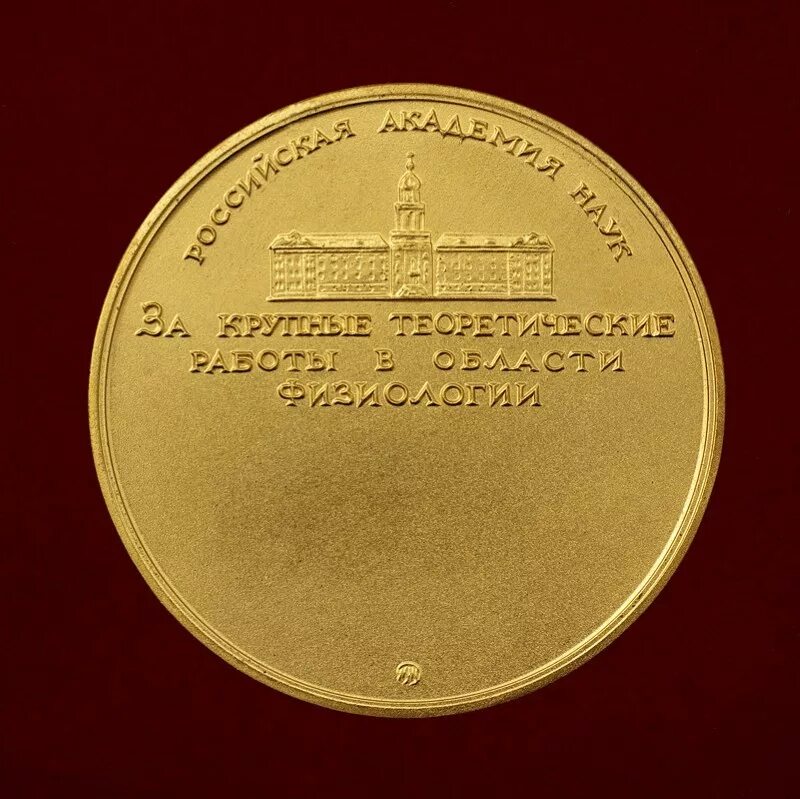 РОССИЙСКАЯ АКАДЕМИЯ НАУК
ЗА КРУПНЫЕ ТЕОРЕТИЧЕСКИЕ
РАБОТЫ В ОБЛАСТИ
ФИЗИОЛОГИИ